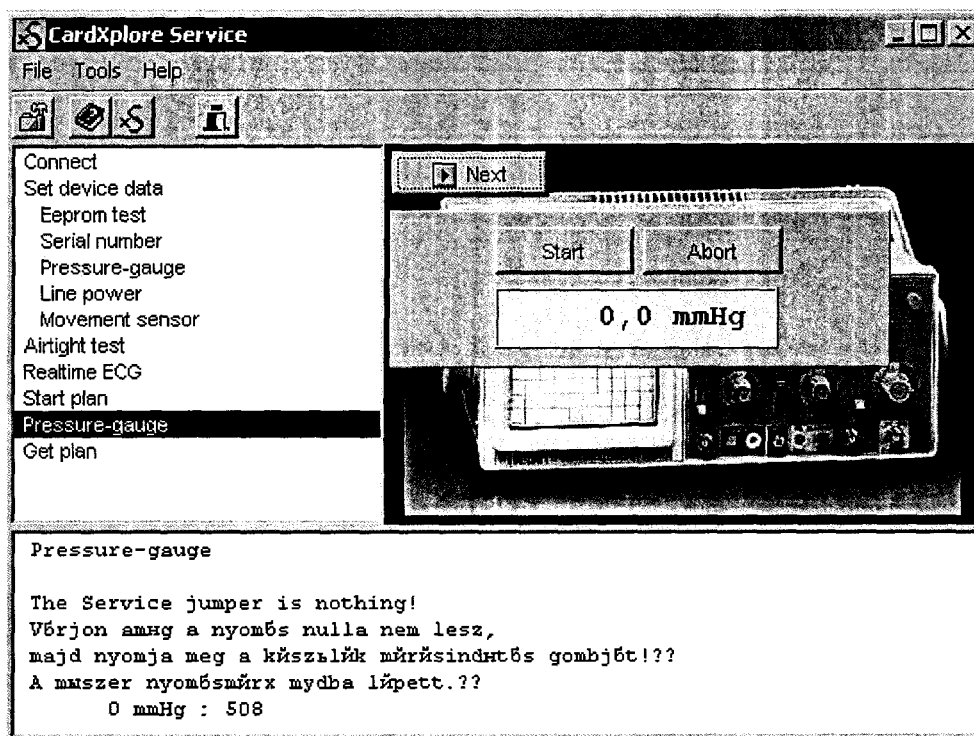 CardXplore Service
File Tools Help
Connect
Set device data
Eeprom test
Serial number
Pressure-gauge
Line power
Movement sensor
Airtight test
Realtime ECG
Start plan
Pressure-gauge
Get plan
Next
Start Abort
0,0 mmHg
Pressure-gauge
The Service jumper is nothing!
Vбrjon амнg a nyomбs nulla nem lesz,
majd nyomja meg a kйszьlйk mйrйsindнtбs gombjбt!??
A mыszer nyomбsmйrх mуdba lйpett.??
0 mmHg : 508